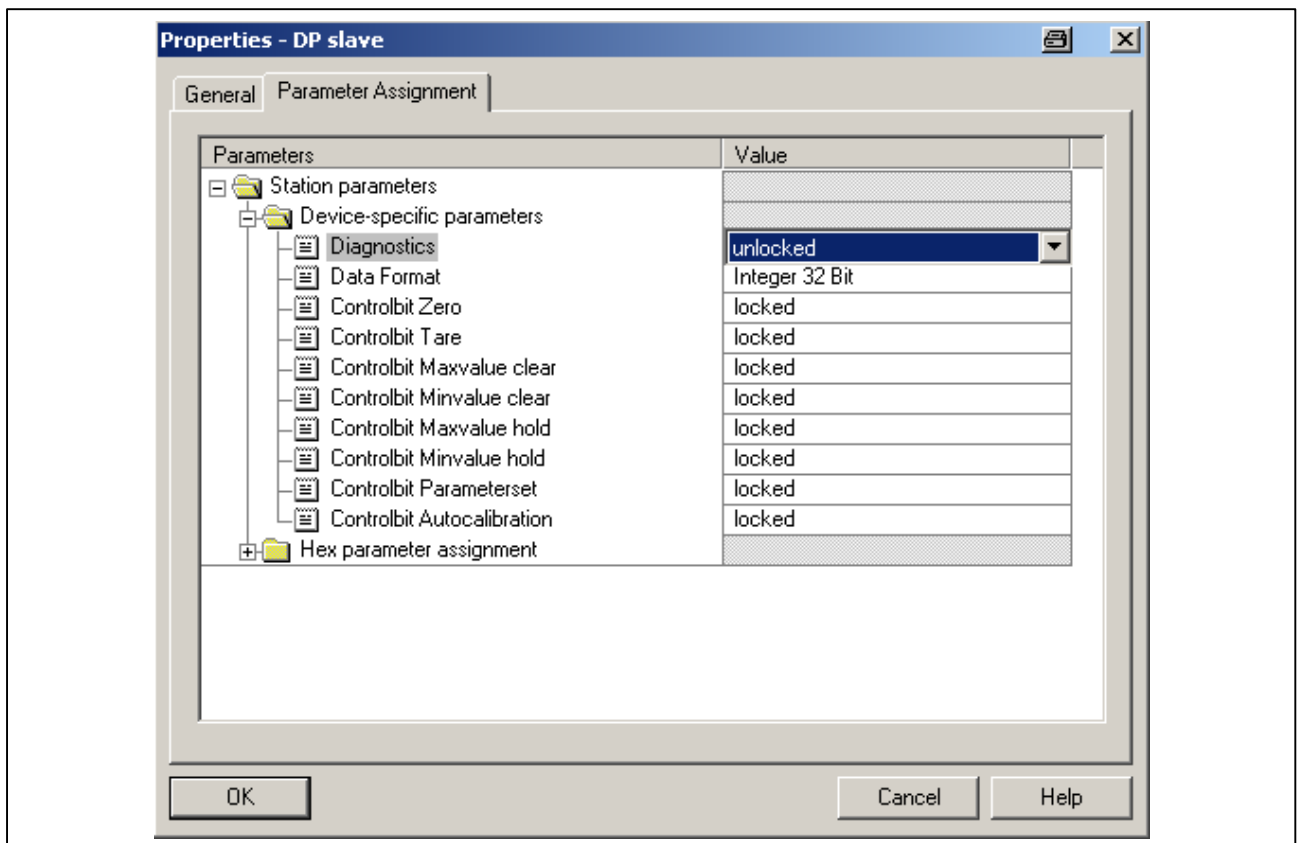 Properties - DP slave
General Parameter Assignment
Parameters Value
Station parameters
Device-specific parameters
Diagnostics unlocked
Data Format Integer 32 Bit
Controlbit Zero locked
Controlbit Tare locked
Controlbit Maxvalue clear locked
Controlbit Minvalue clear locked
Controlbit Maxvalue hold locked
Controlbit Minvalue hold locked
Controlbit Parameterset locked
Controlbit Autocalibration locked
Hex parameter assignment
OK Cancel Help